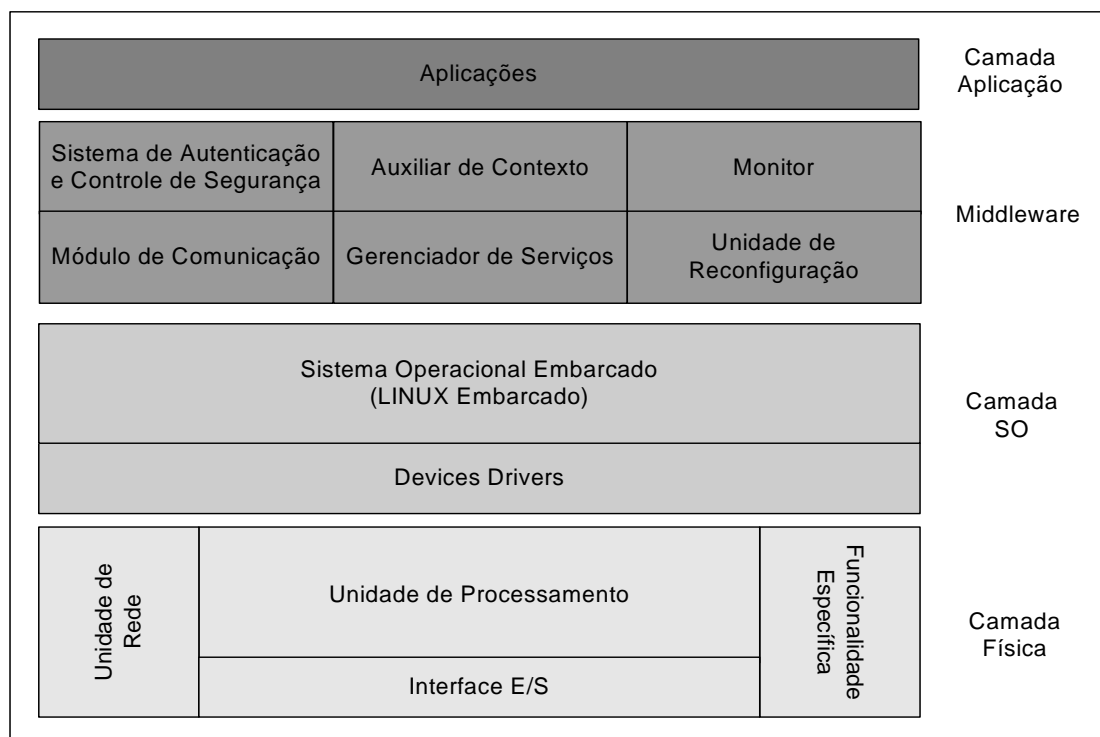 Aplicações
Camada
Aplicação
Sistema de Autenticação
e Controle de Segurança
Auxiliar de Contexto
Monitor
Módulo de Comunicação
Gerenciador de Serviços
Unidade de
Reconfiguração
Middleware
Sistema Operacional Embarcado
(LINUX Embarcado)
Devices Drivers
Camada
SO
Unidade de
Rede
Unidade de Processamento
Interface E/S
Funcionalidade
Específica
Camada
Física